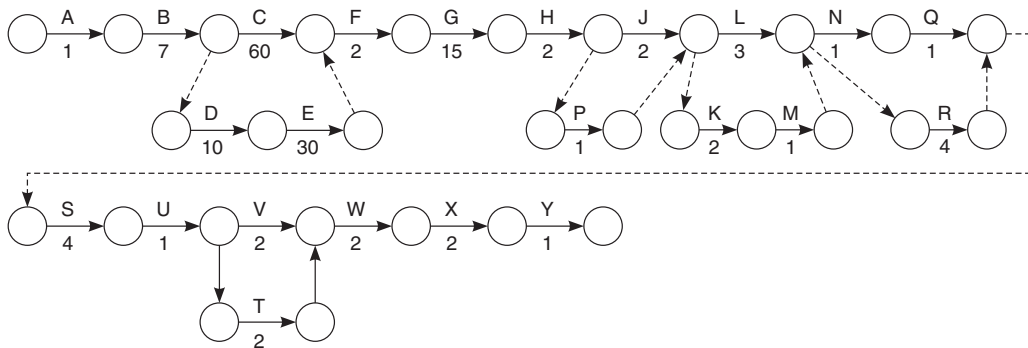 A B C F G H J L N Q
1 7 60 2 15 2 2 3 1 1
D E P K M R
10 30 1 2 1 4
S U V W X Y
4 1 2 2 2 1
T
2